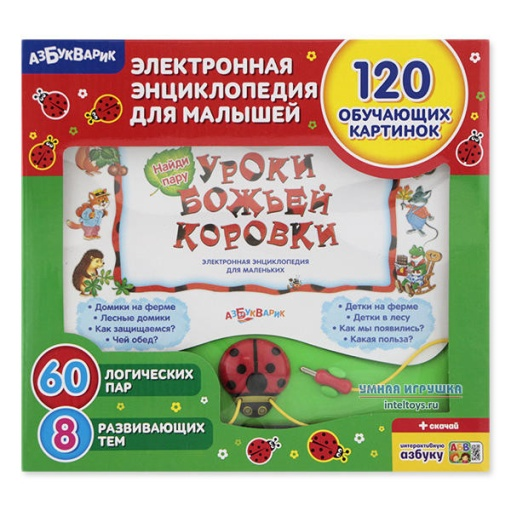 АЗБУКВАРИК
ЭЛЕКТРОННАЯ
ЭНЦИКЛОПЕДИЯ
ДЛЯ МАЛЫШЕЙ
120
ОБУЧАЮЩИХ
КАРТИНОК
Найди
пару
УРОКИ
БОЖЬЕЙ
КОРОВКИ
ЭЛЕКТРОННАЯ ЭНЦИКЛОПЕДИЯ
ДЛЯ МАЛЕНЬКИХ
АЗБУКВАРИК
• Домики на ферме
• Лесные домики
• Как защищаемся?
• Чей обед?
• Детки на ферме
• Детки в лесу
• Как мы появились?
• Какая польза?
60
ЛОГИЧЕСКИХ
ПАР
8
РАЗВИВАЮЩИХ
ТЕМ
УМНАЯ ИГРУШКА
inteltoys.ru
+ скачай
интерактивную
азбуку